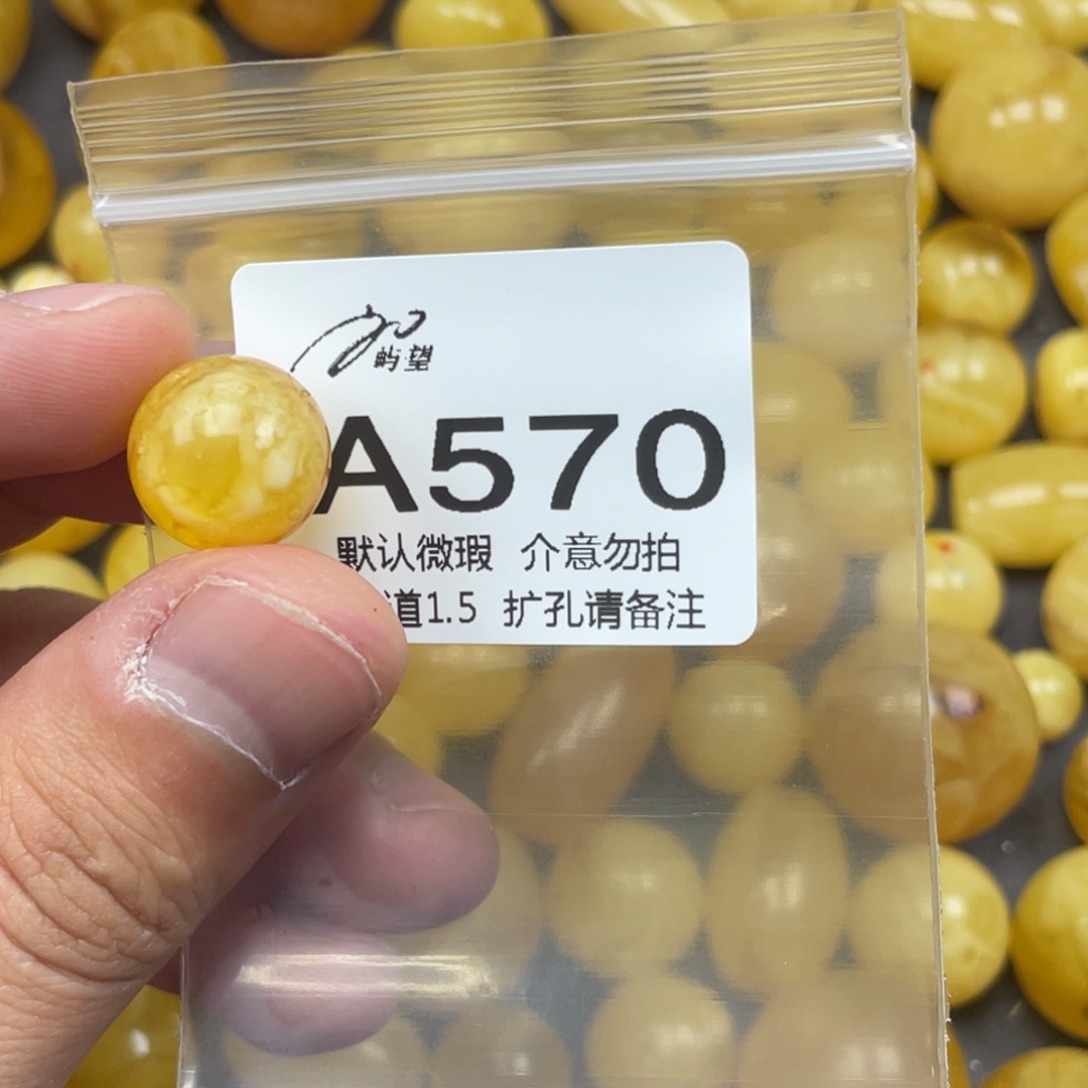 屿望
A570
默认微瑕 介意勿拍
道1.5 扩孔请备注